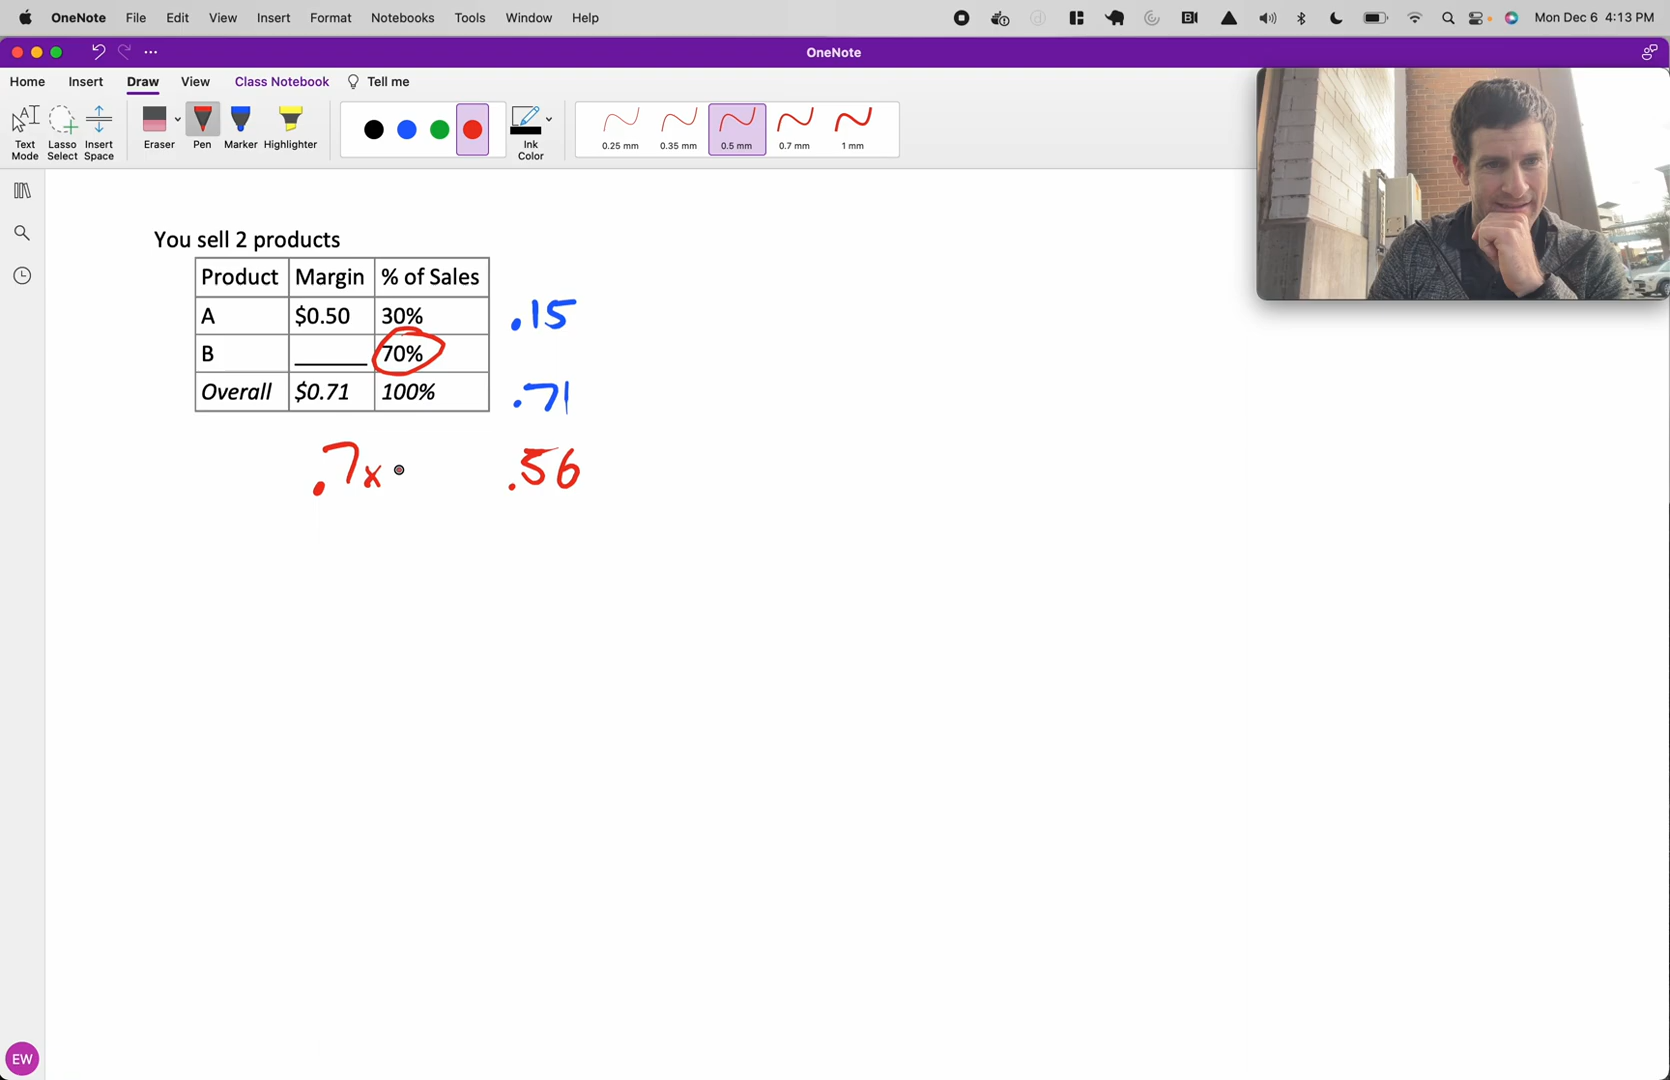 OneNote File Edit View Insert Format Notebooks Tools Window Help Mon Dec 6 4:13 PM
OneNote
Home Insert Draw View Class Notebook Tell me
Text Mode Lasso Select Insert Space Eraser Pen Marker Highlighter Ink Color 0.25 mm 0.35 mm 0.5 mm 0.7 mm 1 mm
You sell 2 products
Product Margin % of Sales
A $0.50 30% .15
B ______ 70%
Overall $0.71 100% .71
.7x .56
EW